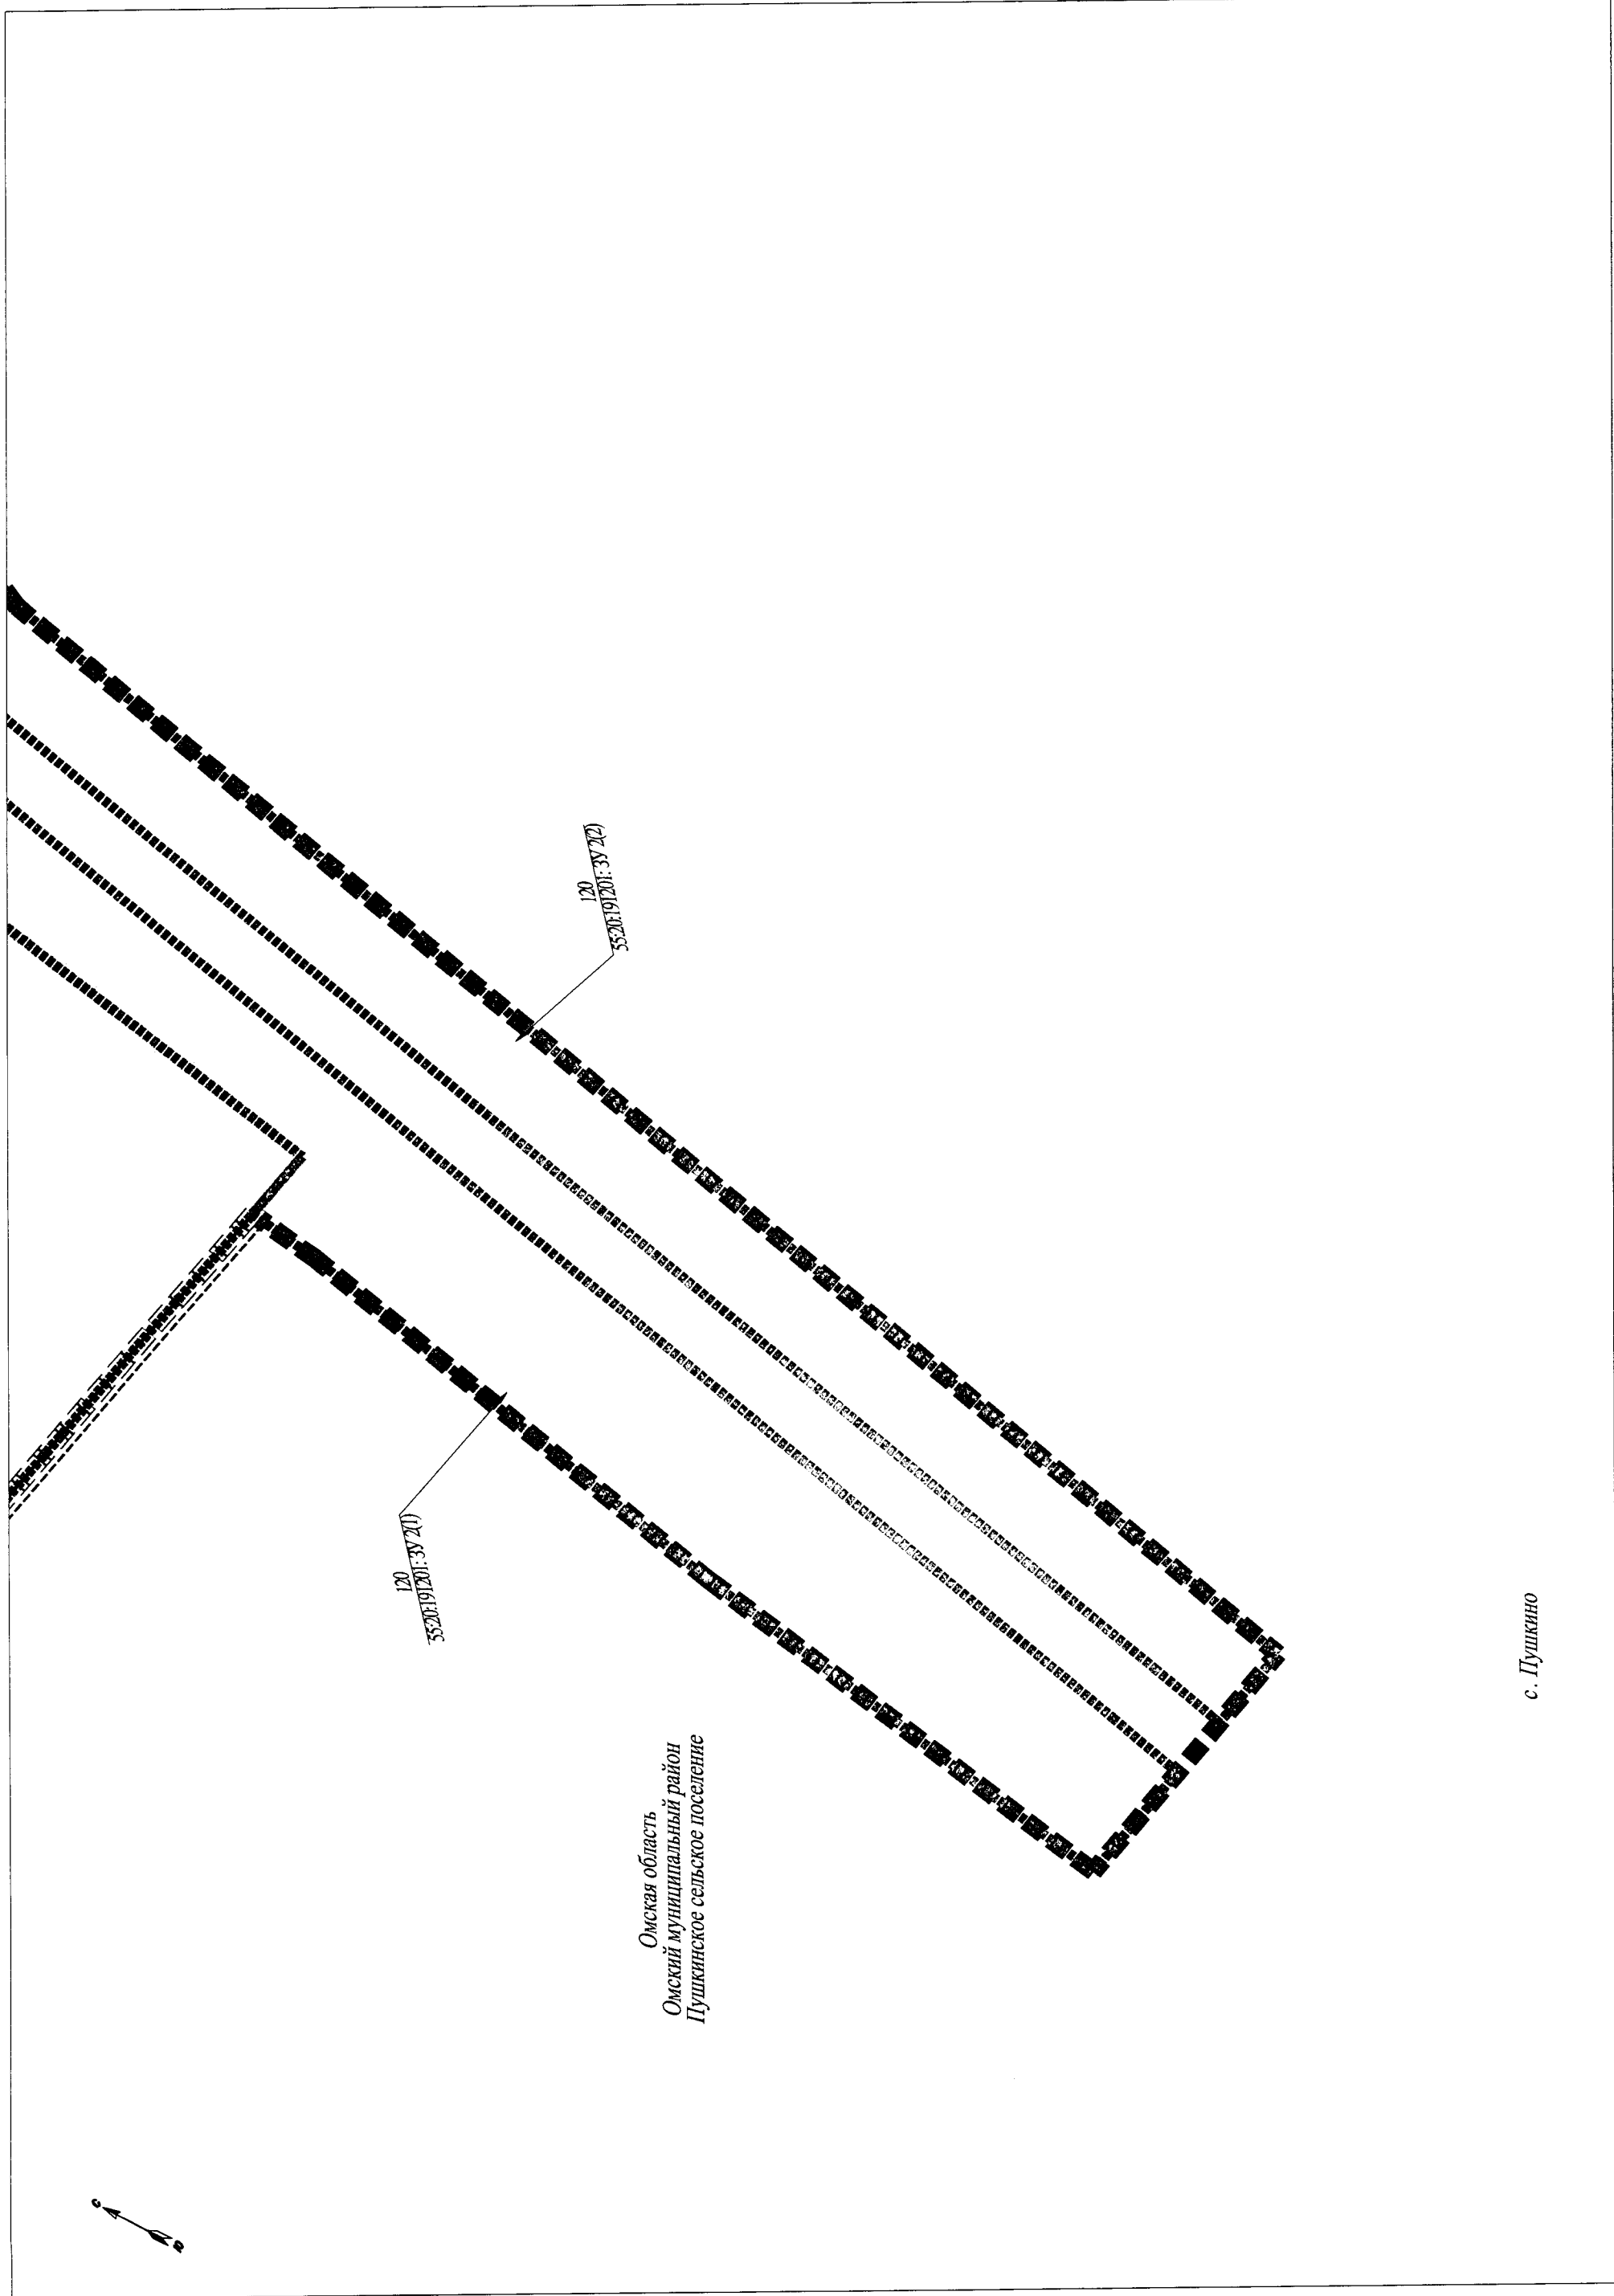 120
55:20:191201: ЗУ 2(1)
120
55:20:191201: ЗУ 2(2)
Омская область
Омский муниципальный район
Пушкинское сельское поселение
с. Пушкино
с
ю